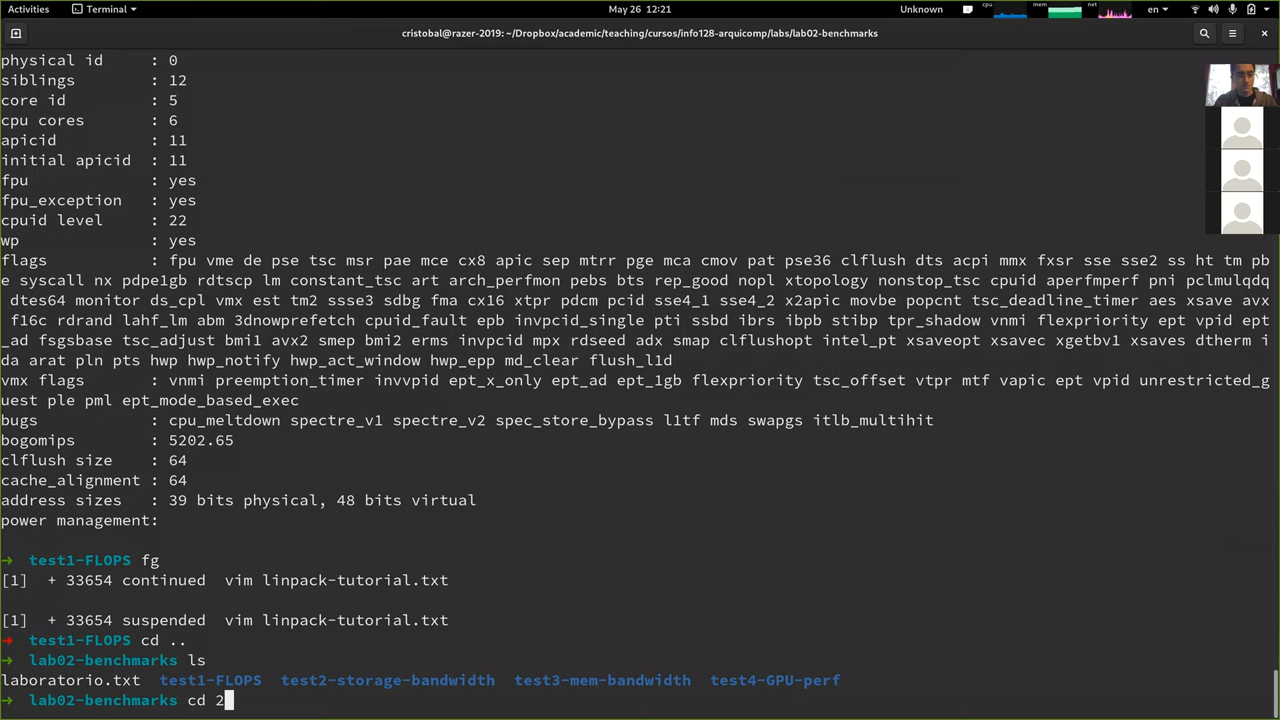 Activities Terminal May 26 12:21 Unknown cpu mem net en
cristobal@razer-2019: ~/Dropbox/academic/teaching/cursos/info128-arquicomp/labs/lab02-benchmarks
physical id : 0
siblings : 12
core id : 5
cpu cores : 6
apicid : 11
initial apicid : 11
fpu : yes
fpu_exception : yes
cpuid level : 22
wp : yes
flags : fpu vme de pse tsc msr pae mce cx8 apic sep mtrr pge mca cmov pat pse36 clflush dts acpi mmx fxsr sse sse2 ss ht tm pb
e syscall nx pdpe1gb rdtscp lm constant_tsc art arch_perfmon pebs bts rep_good nopl xtopology nonstop_tsc cpuid aperfmperf pni pclmulqdq
dtes64 monitor ds_cpl vmx est tm2 ssse3 sdbg fma cx16 xtpr pdcm pcid sse4_1 sse4_2 x2apic movbe popcnt tsc_deadline_timer aes xsave avx
f16c rdrand lahf_lm abm 3dnowprefetch cpuid_fault epb invpcid_single pti ssbd ibrs ibpb stibp tpr_shadow vnmi flexpriority ept vpid ept
_ad fsgsbase tsc_adjust bmi1 avx2 smep bmi2 erms invpcid mpx rdseed adx smap clflushopt intel_pt xsaveopt xsavec xgetbv1 xsaves dtherm i
da arat pln pts hwp hwp_notify hwp_act_window hwp_epp md_clear flush_l1d
vmx flags : vnmi preemption_timer invvpid ept_x_only ept_ad ept_1gb flexpriority tsc_offset vtpr mtf vapic ept vpid unrestricted_g
uest ple pml ept_mode_based_exec
bugs : cpu_meltdown spectre_v1 spectre_v2 spec_store_bypass l1tf mds swapgs itlb_multihit
bogomips : 5202.65
clflush size : 64
cache_alignment : 64
address sizes : 39 bits physical, 48 bits virtual
power management:
→ test1-FLOPS fg
[1] + 33654 continued vim linpack-tutorial.txt
[1] + 33654 suspended vim linpack-tutorial.txt
→ test1-FLOPS cd ..
→ lab02-benchmarks ls
laboratorio.txt test1-FLOPS test2-storage-bandwidth test3-mem-bandwidth test4-GPU-perf
→ lab02-benchmarks cd 2